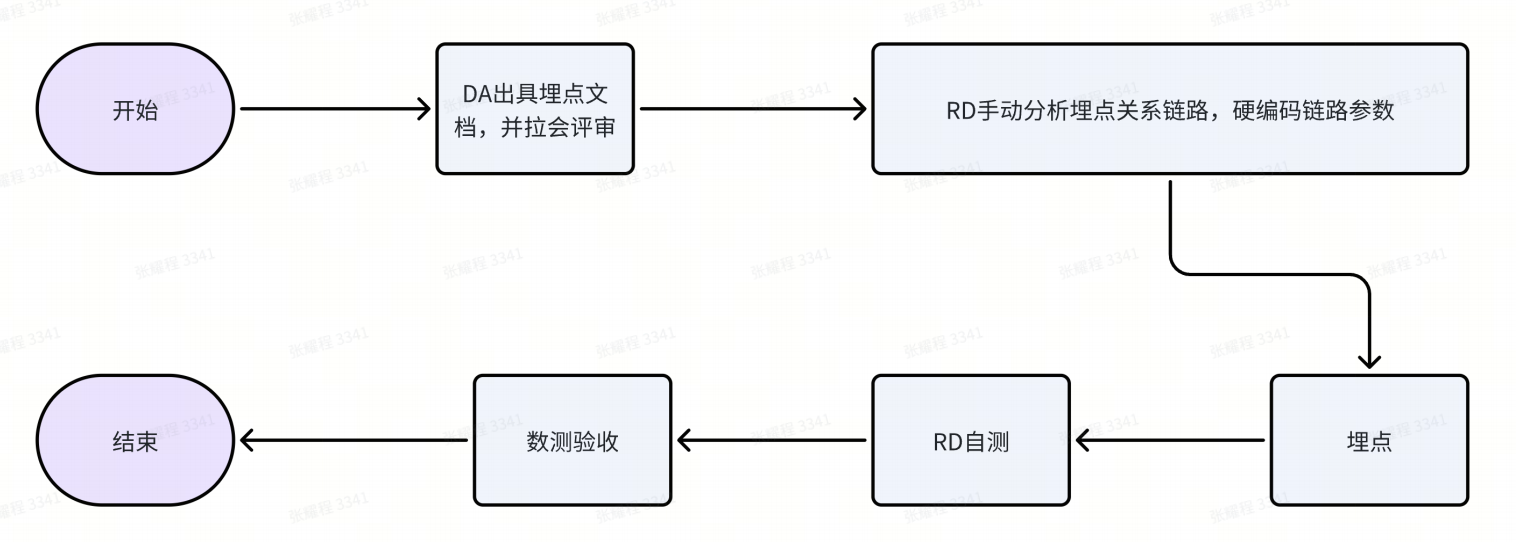 开始
DA出具埋点文
档，并拉会评审
RD手动分析埋点关系链路，硬编码链路参数
结束
数测验收
RD自测
埋点
张耀程 3341